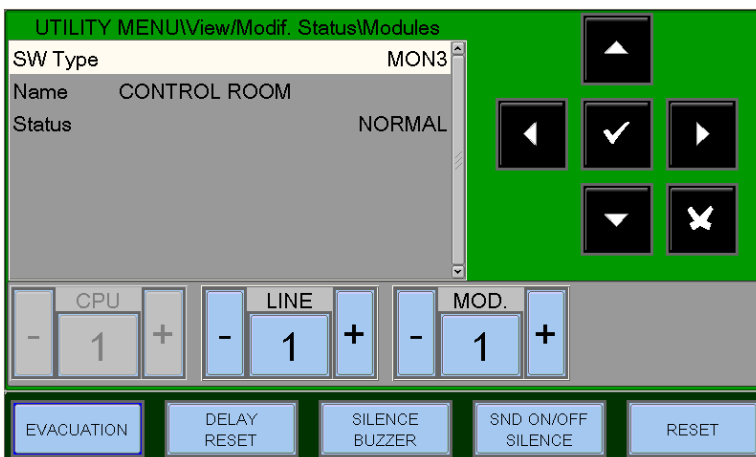 UTILITY MENU\View/Modif. Status\Modules
SW Type MON3
Name CONTROL ROOM
Status NORMAL
CPU LINE MOD.
- 1 + - 1 + - 1 +
EVACUATION
DELAY
RESET
SILENCE
BUZZER
SND ON/OFF
SILENCE
RESET